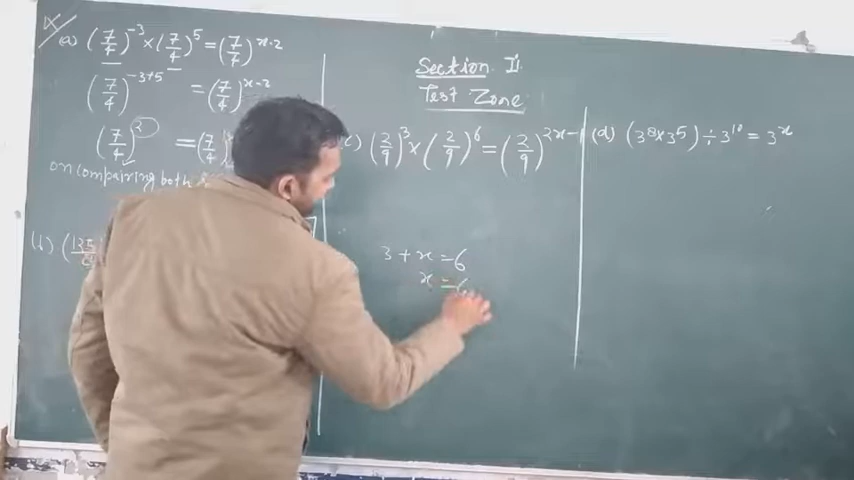 Section II
Test Zone
(a) (7/4)^-3 × (7/4)^5 = (7/4)^x-2
(7/4)^-3+5 = (7/4)^x-2
(7/4)^2 = (7/4)
on compairing both
(b) (125
(2/9)^3 × (2/9)^6 = (2/9)^2x-1
3 + x = 6
x = 6
(d) (3^8 × 3^5) ÷ 3^10 = 3^x